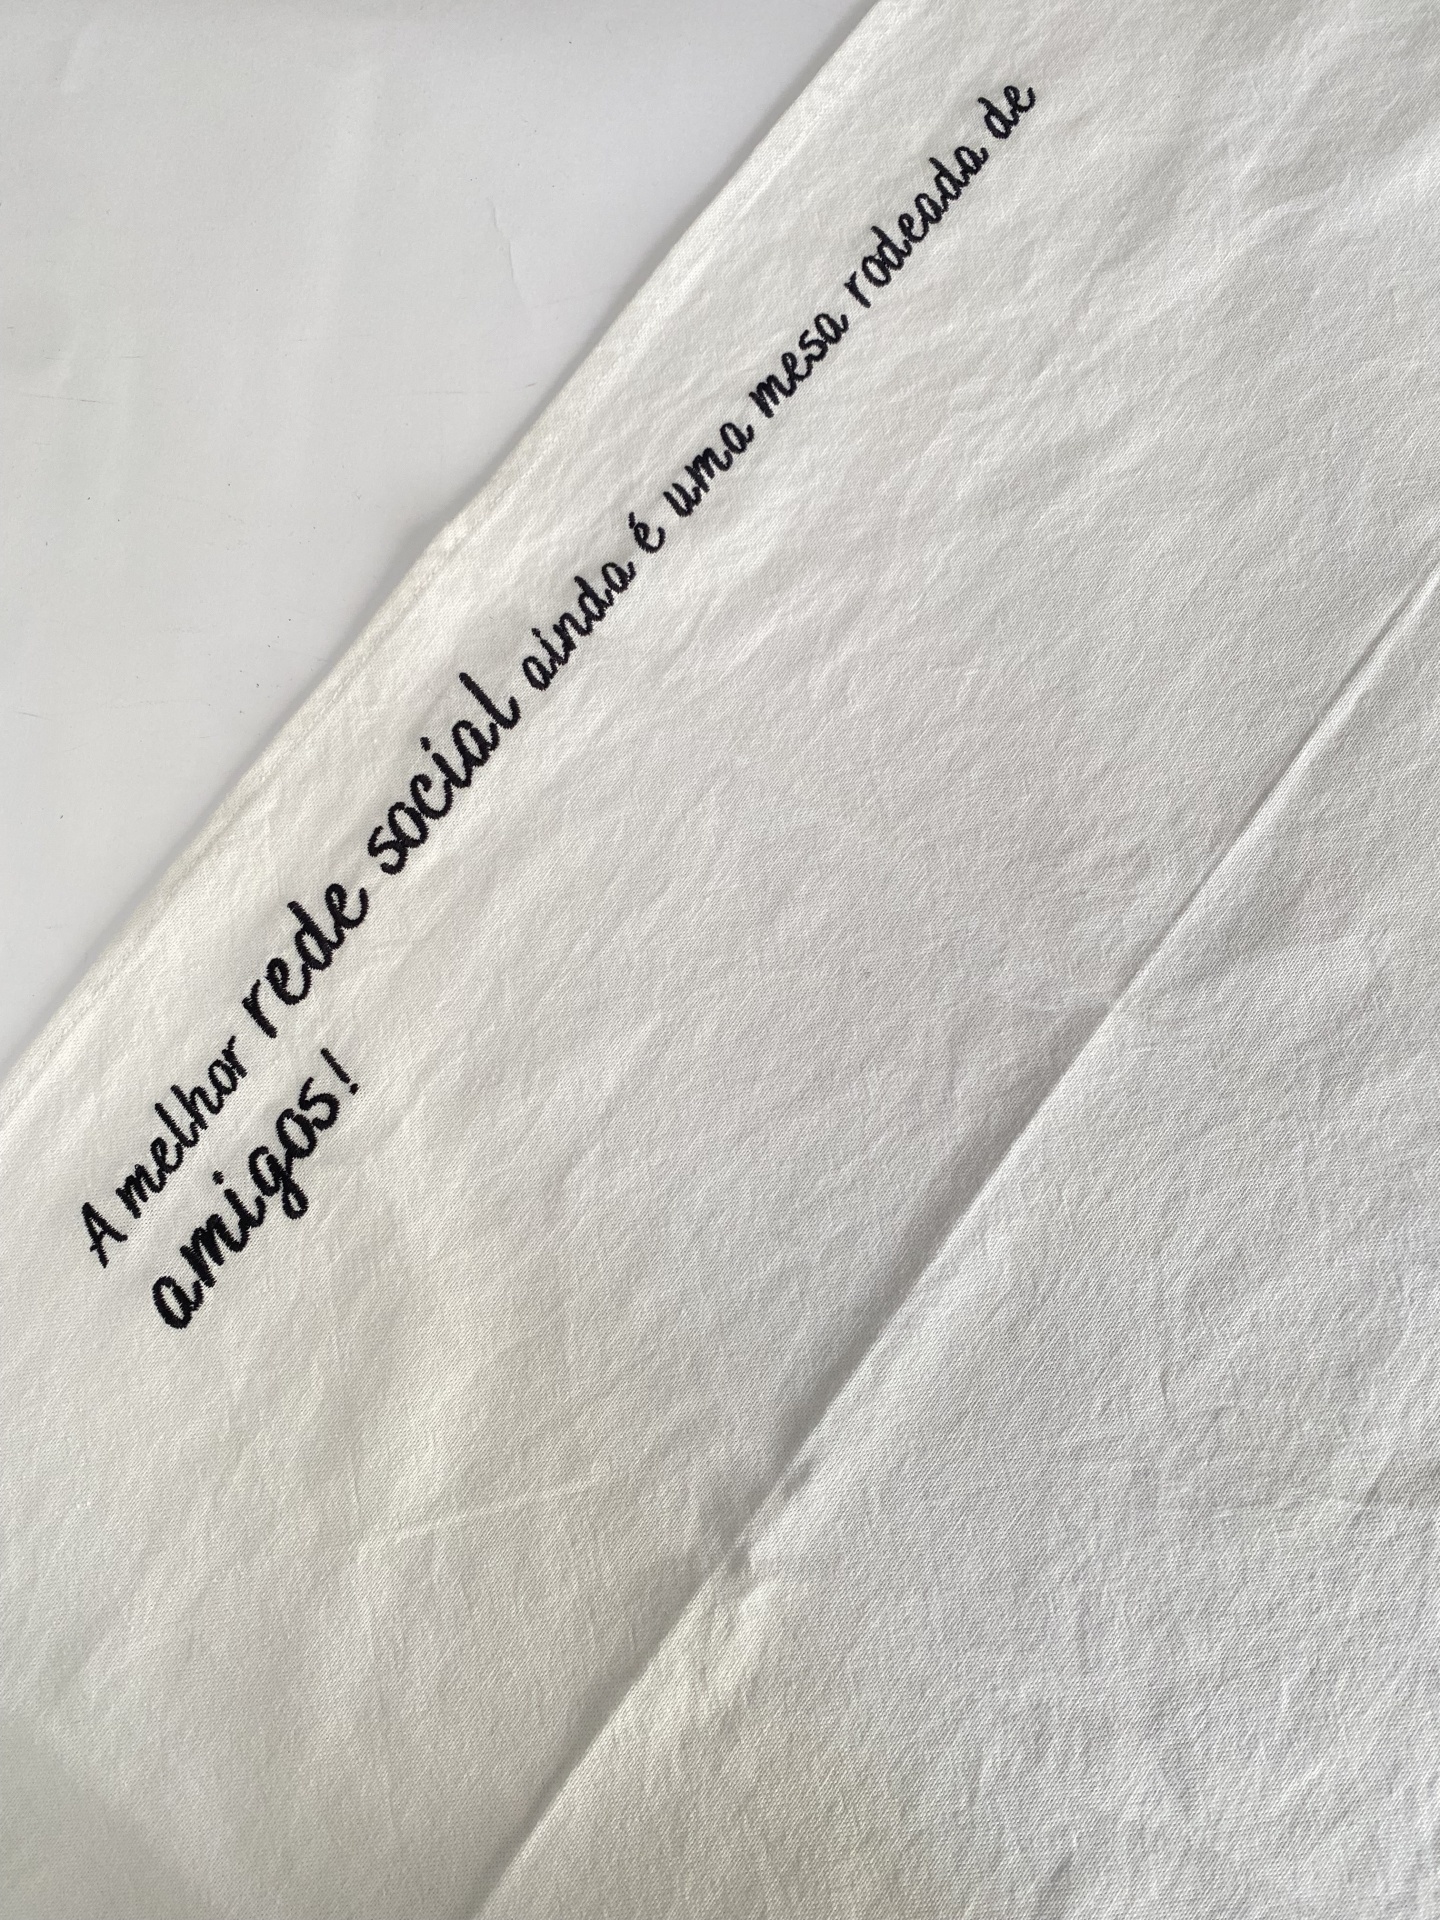 A melhor rede social ainda é uma mesa rodeada de
amigos!